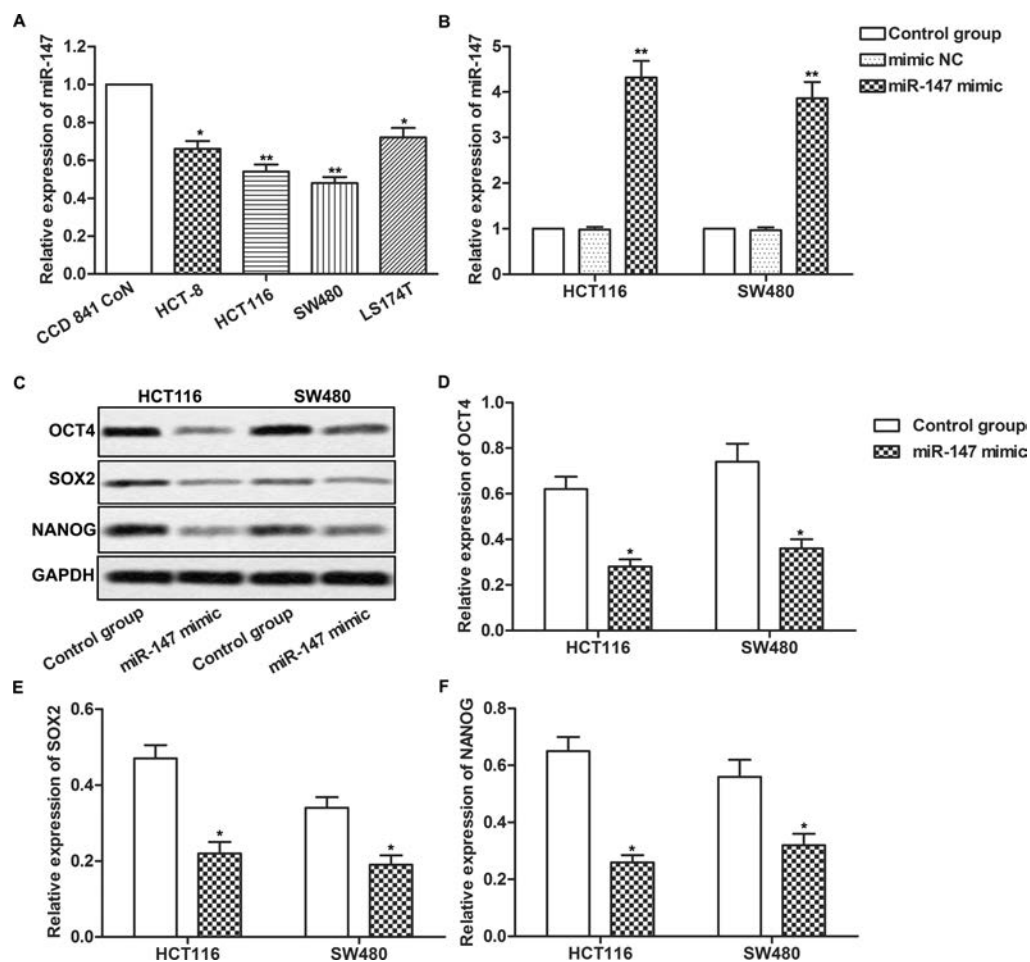 A
Relative expression of miR-147
1.2
1.0
0.8
0.6
0.4
0.2
0.0
*
**
**
*
CCD 841 CoN
HCT-8
HCT116
SW480
LS174T
B
Relative expression of miR-147
5
4
3
2
1
0
**
**
HCT116
SW480
Control group
mimic NC
miR-147 mimic
C
HCT116 SW480
OCT4
SOX2
NANOG
GAPDH
Control group
miR-147 mimic
Control group
miR-147 mimic
D
Relative expression of OCT4
1.0
0.8
0.6
0.4
0.2
0.0
*
*
HCT116
SW480
Control group
miR-147 mimic
E
Relative expression of SOX2
0.6
0.4
0.2
0.0
*
*
HCT116
SW480
F
Relative expression of NANOG
0.8
0.6
0.4
0.2
0.0
*
*
HCT116
SW480